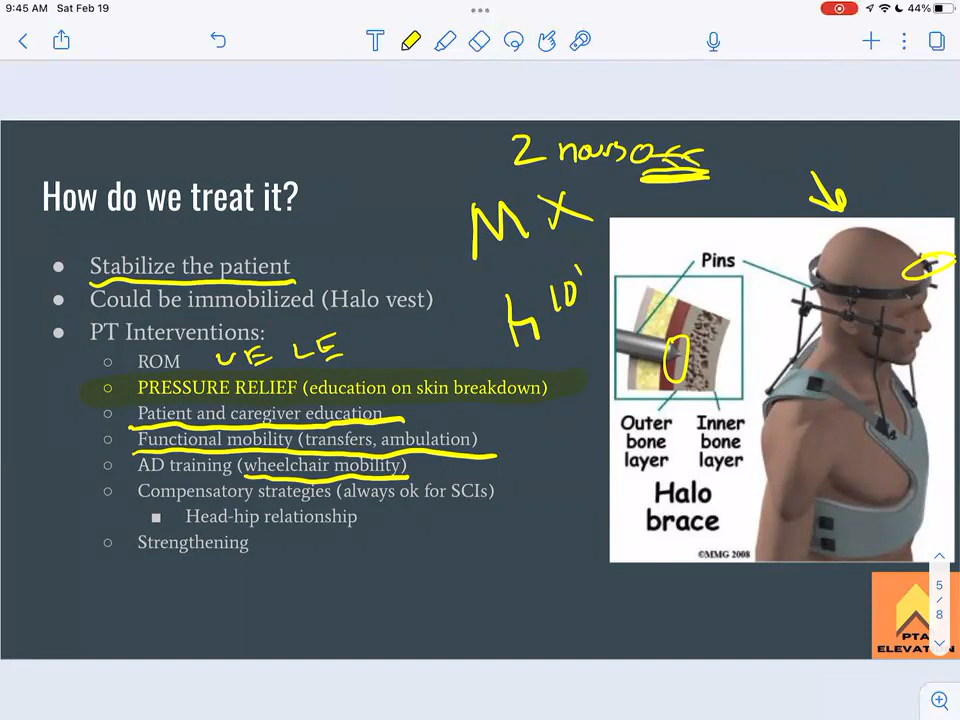 9:45 AM Sat Feb 19
44%
How do we treat it?
● Stabilize the patient
● Could be immobilized (Halo vest)
● PT Interventions:
○ ROM UE LE
○ PRESSURE RELIEF (education on skin breakdown)
○ Patient and caregiver education
○ Functional mobility (transfers, ambulation)
○ AD training (wheelchair mobility)
○ Compensatory strategies (always ok for SCIs)
■ Head-hip relationship
○ Strengthening
2
MX
10'
Pins
Outer bone layer
Inner bone layer
Halo brace
©MMG 2008
5
/
8
PTA
ELEVATION